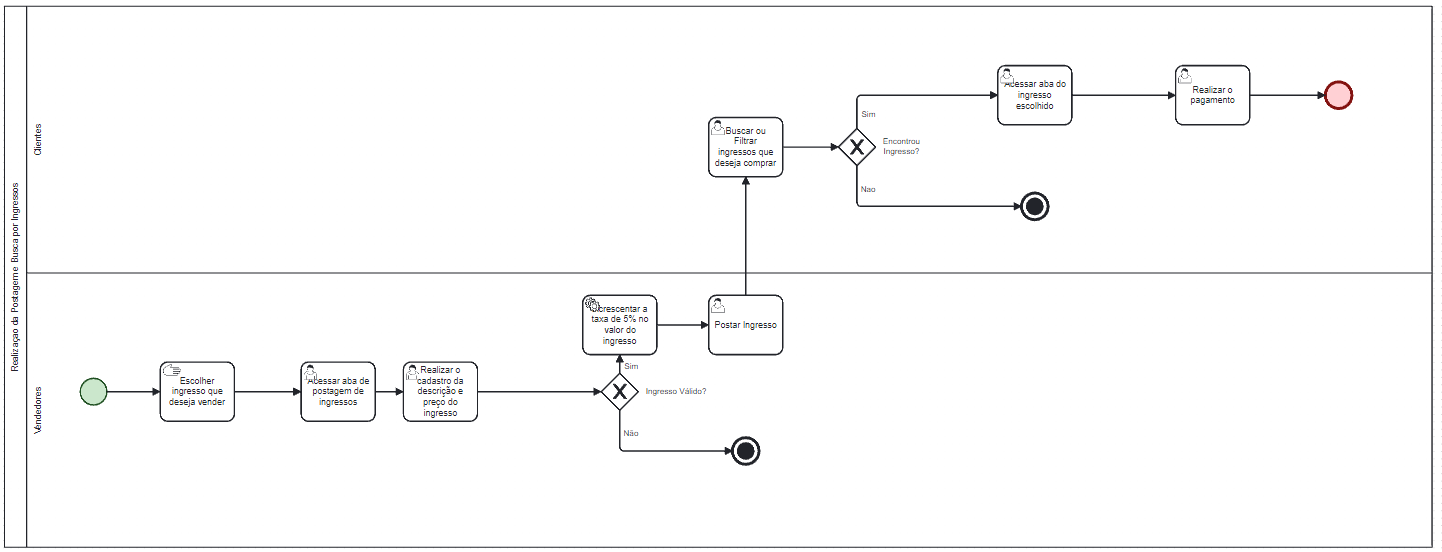 Realização da Postagem e Busca por Ingressos
Clientes
Buscar ou
Filtrar
ingressos que
deseja comprar
Sim
Encontrou
Ingresso?
Nao
Acessar aba do
ingresso
escolhido
Realizar o
pagamento
Vendedores
Escolher
ingresso que
deseja vender
Acessar aba de
postagem de
ingressos
Realizar o
cadastro da
descrição e
preço do
ingresso
Sim
Ingresso Válido?
Não
Acrescentar a
taxa de 5% no
valor do
ingresso
Postar Ingresso